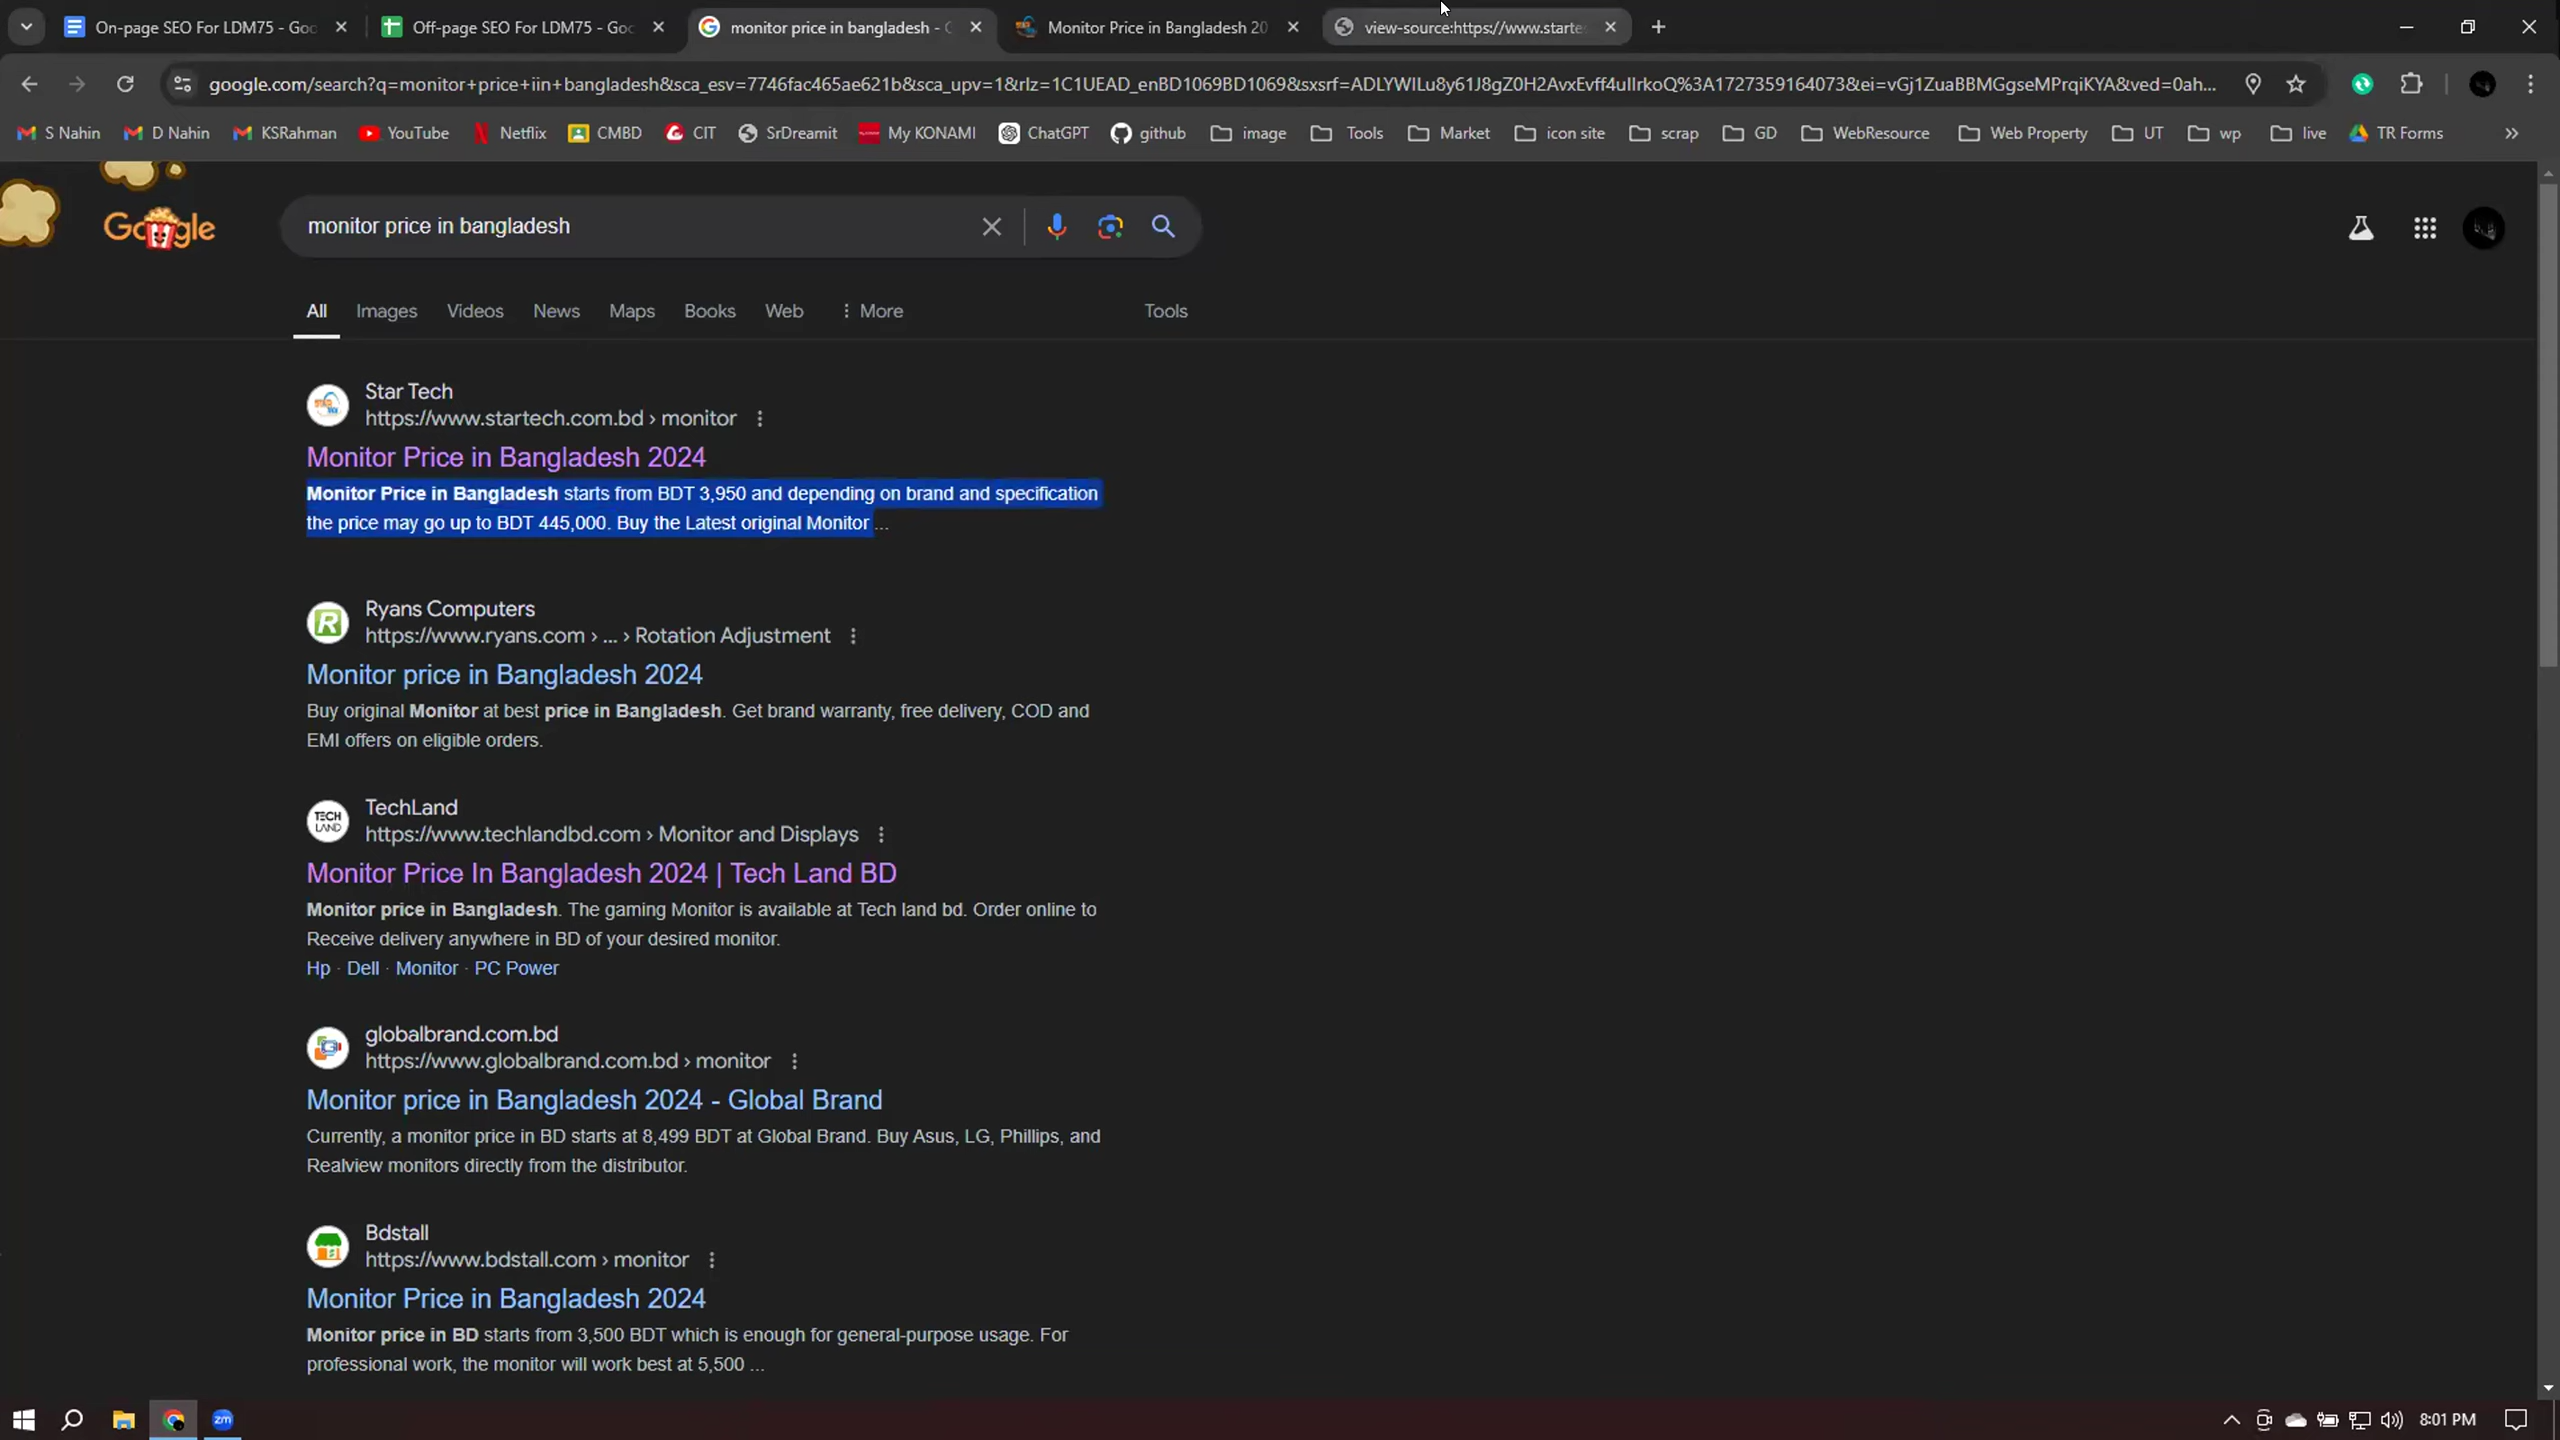 On-page SEO For LDM75 - Goo
Off-page SEO For LDM75 - Goo
monitor price in bangladesh - G
Monitor Price in Bangladesh 20
view-source:https://www.starte
google.com/search?q=monitor+price+iin+bangladesh&sca_esv=7746fac465ae621b&sca_upv=1&rlz=1C1UEAD_enBD1069BD1069&sxsrf=ADLYWILu8y61J8gZ0H2AvxEvff4ulIrkoQ%3A1727359164073&ei=vGj1ZuaBBMGgseMPrqiKYA&ved=0ah...
S Nahin D Nahin KSRahman YouTube Netflix CMBD CIT SrDreamit My KONAMI ChatGPT github image Tools Market icon site scrap GD WebResource Web Property UT wp live TR Forms
Google
monitor price in bangladesh
All Images Videos News Maps Books Web More Tools
Star Tech
https://www.startech.com.bd › monitor
Monitor Price in Bangladesh 2024
Monitor Price in Bangladesh starts from BDT 3,950 and depending on brand and specification
the price may go up to BDT 445,000. Buy the Latest original Monitor ...
Ryans Computers
https://www.ryans.com › ... › Rotation Adjustment
Monitor price in Bangladesh 2024
Buy original Monitor at best price in Bangladesh. Get brand warranty, free delivery, COD and
EMI offers on eligible orders.
TECH
LAND
TechLand
https://www.techlandbd.com › Monitor and Displays
Monitor Price In Bangladesh 2024 | Tech Land BD
Monitor price in Bangladesh. The gaming Monitor is available at Tech land bd. Order online to
Receive delivery anywhere in BD of your desired monitor.
Hp · Dell · Monitor · PC Power
globalbrand.com.bd
https://www.globalbrand.com.bd › monitor
Monitor price in Bangladesh 2024 - Global Brand
Currently, a monitor price in BD starts at 8,499 BDT at Global Brand. Buy Asus, LG, Phillips, and
Realview monitors directly from the distributor.
Bdstall
https://www.bdstall.com › monitor
Monitor Price in Bangladesh 2024
Monitor price in BD starts from 3,500 BDT which is enough for general-purpose usage. For
professional work, the monitor will work best at 5,500 ...
zm
8:01 PM